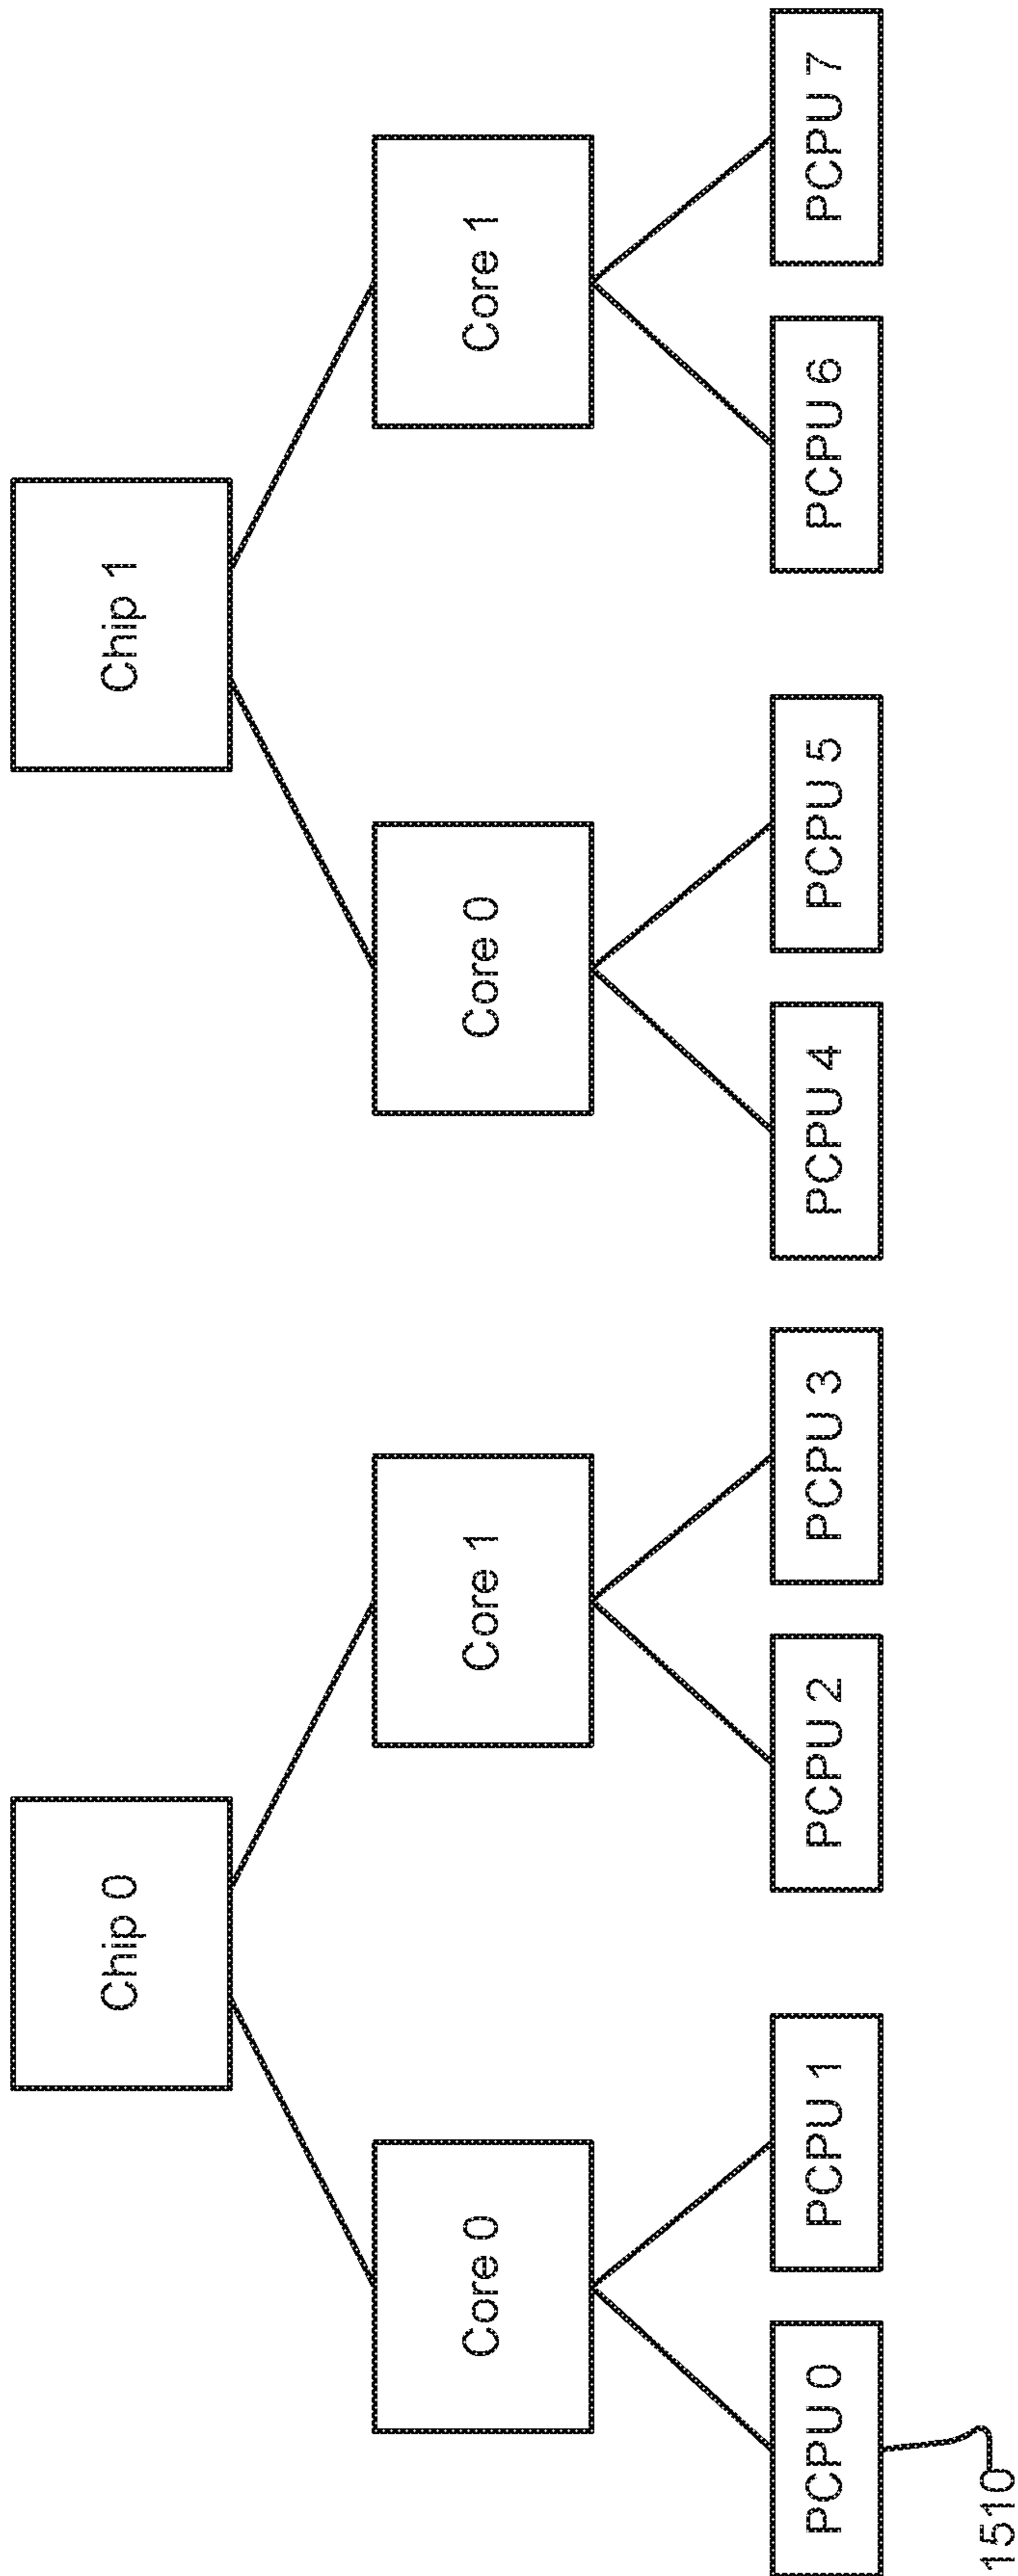 Chip 0
Chip 1
Core 0
Core 1
Core 0
Core 1
PCPU 0
PCPU 1
PCPU 2
PCPU 3
PCPU 4
PCPU 5
PCPU 6
PCPU 7
1510